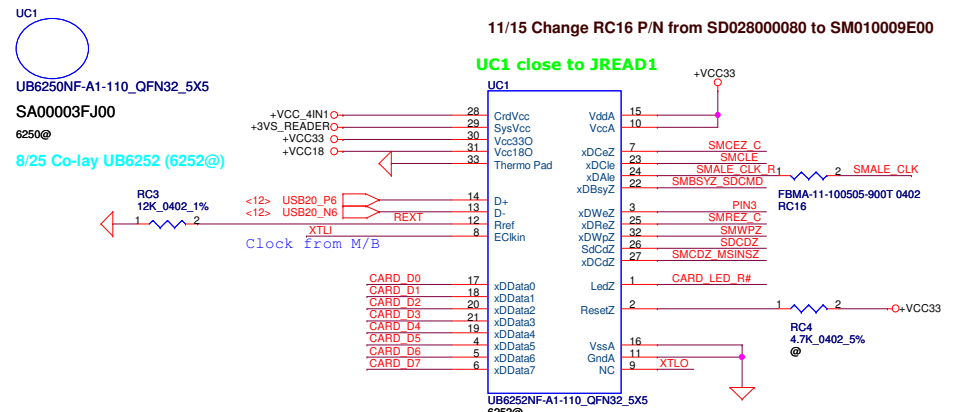 UC1
11/15 Change RC16 P/N from SD028000080 to SM010009E00
UC1 close to JREAD1
UB6250NF-A1-110_QFN32_5X5
SA00003FJ00
6250@
8/25 Co-lay UB6252 (6252@)
UC1
+VCC33
+VCC_4IN1 28 CrdVcc
+3VS_READER 29 SysVcc
+VCC33 30 Vcc33O
+VCC18 31 Vcc18O
33 Thermo Pad
VddA 15
VccA 10
xDCeZ 7 SMCEZ_C
xDCle 23 SMCLE
xDAle 24 SMALE_CLK_R 1 2 SMALE_CLK
xDBsyZ 22 SMBSYZ_SDCMD
FBMA-11-100505-900T 0402
RC16
RC3
12K_0402_1%
1 2
<12> USB20_P6 14 D+
<12> USB20_N6 13 D-
REXT 12 Rref
XTLI 8 EClkin
Clock from M/B
xDWeZ 3 PIN3
xDReZ 25 SMREZ_C
xDWpZ 32 SMWPZ
SdCdZ 26 SDCDZ
xDCdZ 27 SMCDZ_MSINSZ
CARD_D0 17 xDData0
CARD_D1 18 xDData1
CARD_D2 20 xDData2
CARD_D3 21 xDData3
CARD_D4 19 xDData4
CARD_D5 4 xDData5
CARD_D6 5 xDData6
CARD_D7 6 xDData7
LedZ 1 CARD_LED_R#
ResetZ 2 1 2 +VCC33
RC4
4.7K_0402_5%
@
VssA 16
GndA 11
NC 9 XTLO
UB6252NF-A1-110_QFN32_5X5
6252@